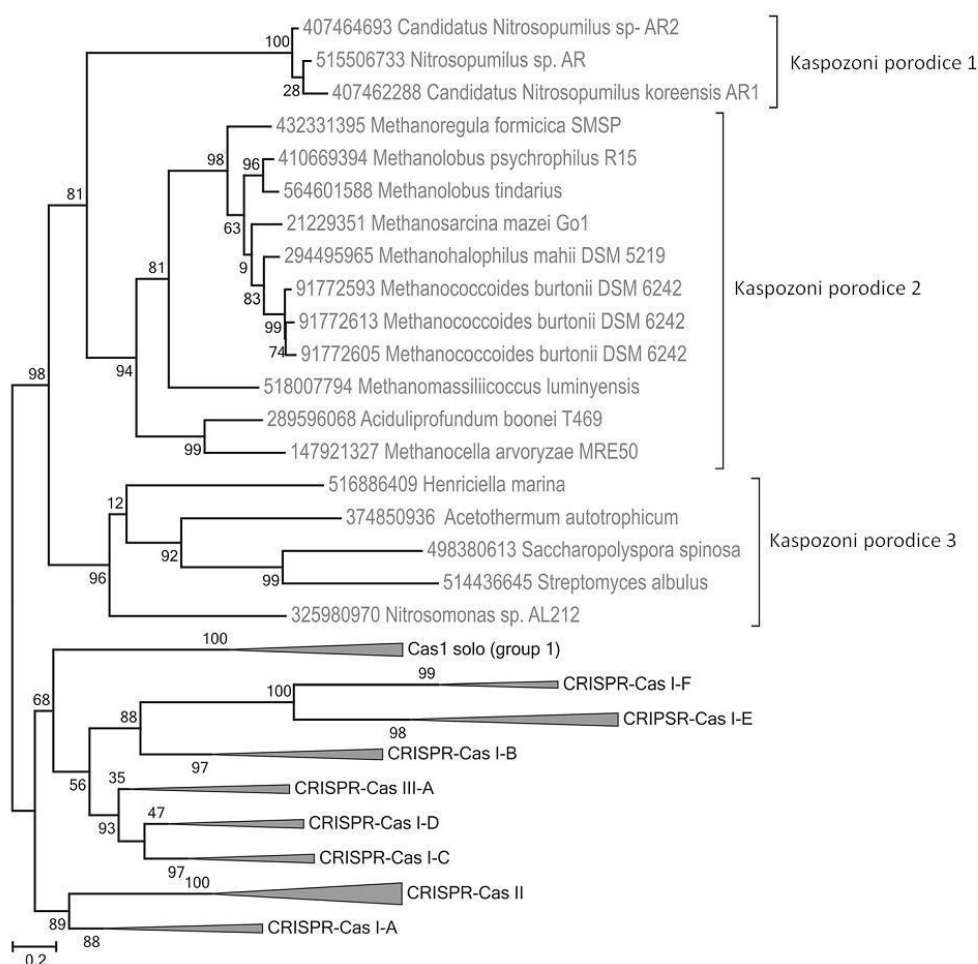 407464693 Candidatus Nitrosopumilus sp- AR2
100
515506733 Nitrosopumilus sp. AR
Kaspozoni porodice 1
28
407462288 Candidatus Nitrosopumilus koreensis AR1
432331395 Methanoregula formicica SMSP
98
96
410669394 Methanolobus psychrophilus R15
81
564601588 Methanolobus tindarius
63
21229351 Methanosarcina mazei Go1
81
9
294495965 Methanohalophilus mahii DSM 5219
83
91772593 Methanococcoides burtonii DSM 6242
Kaspozoni porodice 2
99
91772613 Methanococcoides burtonii DSM 6242
74
91772605 Methanococcoides burtonii DSM 6242
98
94
518007794 Methanomassiliicoccus luminyensis
289596068 Aciduliprofundum boonei T469
99
147921327 Methanocella arvoryzae MRE50
12
516886409 Henriciella marina
374850936 Acetothermum autotrophicum
92
498380613 Saccharopolyspora spinosa
Kaspozoni porodice 3
96
99
514436645 Streptomyces albulus
325980970 Nitrosomonas sp. AL212
100
Cas1 solo (group 1)
68
99
CRISPR-Cas I-F
100
88
98
CRIPSR-Cas I-E
97
CRISPR-Cas I-B
56
35
CRISPR-Cas III-A
93
47
CRISPR-Cas I-D
97
CRISPR-Cas I-C
100
CRISPR-Cas II
89
88
CRISPR-Cas I-A
0.2